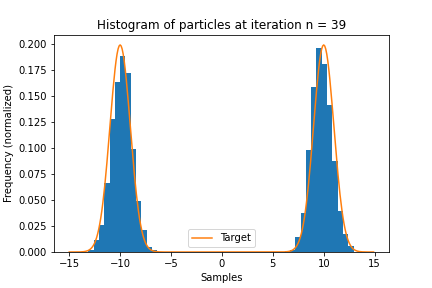 Histogram of particles at iteration n = 39
Frequency (normalized)
0.200
0.175
0.150
0.125
0.100
0.075
0.050
0.025
0.000
Target
−15 −10 −5 0 5 10 15
Samples